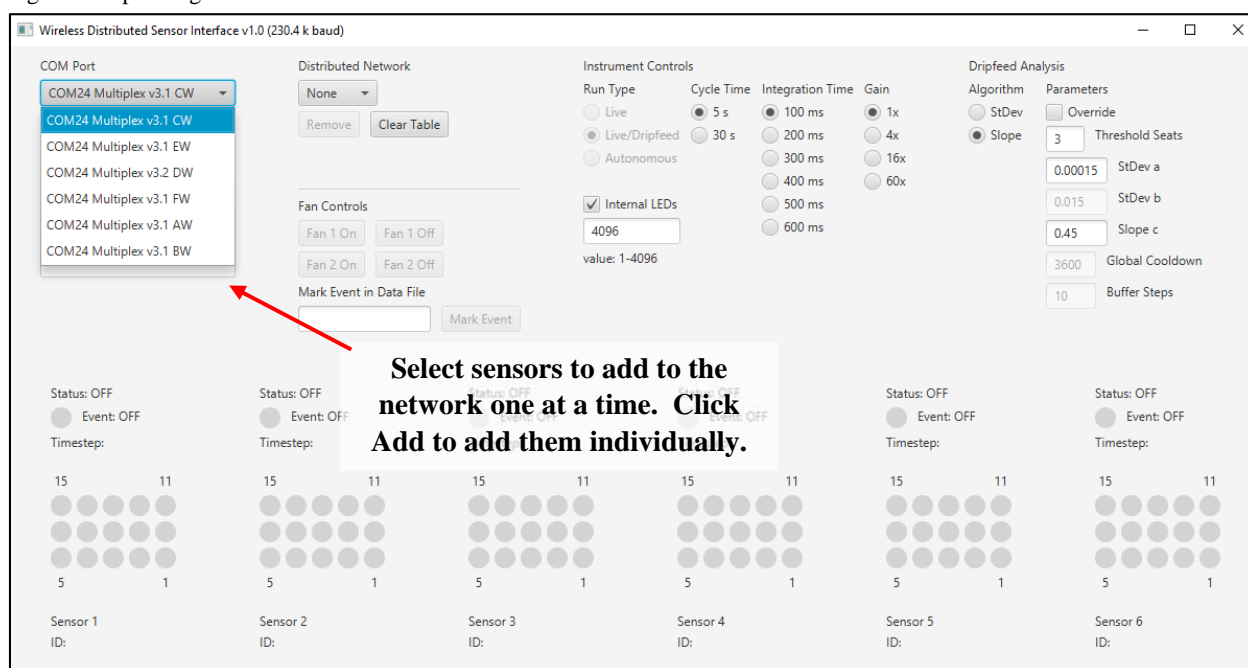 Wireless Distributed Sensor Interface v1.0 (230.4 k baud)
COM Port
COM24 Multiplex v3.1 CW
COM24 Multiplex v3.1 CW
COM24 Multiplex v3.1 EW
COM24 Multiplex v3.2 DW
COM24 Multiplex v3.1 FW
COM24 Multiplex v3.1 AW
COM24 Multiplex v3.1 BW
Distributed Network
None
Remove Clear Table
Fan Controls
Fan 1 On Fan 1 Off
Fan 2 On Fan 2 Off
Mark Event in Data File
Mark Event
Instrument Controls
Run Type Cycle Time Integration Time Gain
Live 5 s 100 ms 1x
Live/Dripfeed 30 s 200 ms 4x
Autonomous 300 ms 16x
400 ms 60x
Internal LEDs 500 ms
4096 600 ms
value: 1-4096
Dripfeed Analysis
Algorithm Parameters
StDev Override
Slope 3 Threshold Seats
0.00015 StDev a
0.015 StDev b
0.45 Slope c
3600 Global Cooldown
10 Buffer Steps
Select sensors to add to the
network one at a time. Click
Add to add them individually.
Status: OFF Status: OFF Status: OFF Status: OFF Status: OFF Status: OFF
Event: OFF Event: OFF Event: OFF Event: OFF Event: OFF Event: OFF
Timestep: Timestep: Timestep: Timestep:
15 11 15 11 15 11 15 11 15 11 15 11
5 1 5 1 5 1 5 1 5 1 5 1
Sensor 1 Sensor 2 Sensor 3 Sensor 4 Sensor 5 Sensor 6
ID: ID: ID: ID: ID: ID: